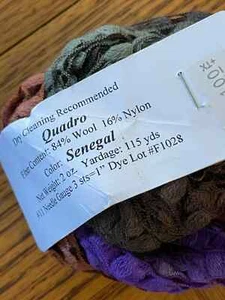 Dry Cleaning Recommended
Quadro
Fiber Content: 84% Wool 16% Nylon
Color: Senegal
Net Weight: 2 oz. Yardage: 115 yds
#11 Needle Gauge 3 sts=1" Dye Lot #F1028